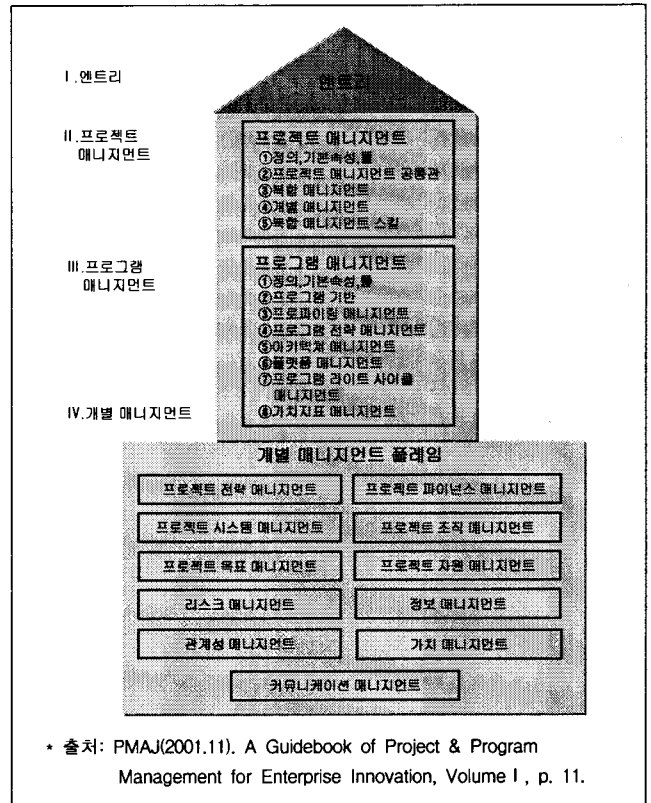 Ⅰ.엔트리
엔트리
Ⅱ.프로젝트
매니지먼트
프로젝트 매니지먼트
①정의,기본속성,툴
②프로젝트 매니지먼트 공통관
③복합 매니지먼트
④개별 매니지먼트
⑤복합 매니지먼트 스킬
Ⅲ.프로그램
매니지먼트
프로그램 매니지먼트
①정의,기본속성,툴
②프로그램 기반
③프로파일링 매니지먼트
④프로그램 전략 매니지먼트
⑤아키텍쳐 매니지먼트
⑥플랫폼 매니지먼트
⑦프로그램 라이트 사이클
매니지먼트
⑧가치지표 매니지먼트
Ⅳ.개별 매니지먼트
개별 매니지먼트 플레임
프로젝트 전략 매니지먼트
프로젝트 파이넌스 매니지먼트
프로젝트 시스템 매니지먼트
프로젝트 조직 매니지먼트
프로젝트 목표 매니지먼트
프로젝트 자원 매니지먼트
리스크 매니지먼트
정보 매니지먼트
관계성 매니지먼트
가치 매니지먼트
커뮤니케이션 매니지먼트
* 출처: PMAJ(2001.11). A Guidebook of Project & Program
Management for Enterprise Innovation, Volume Ⅰ, p. 11.